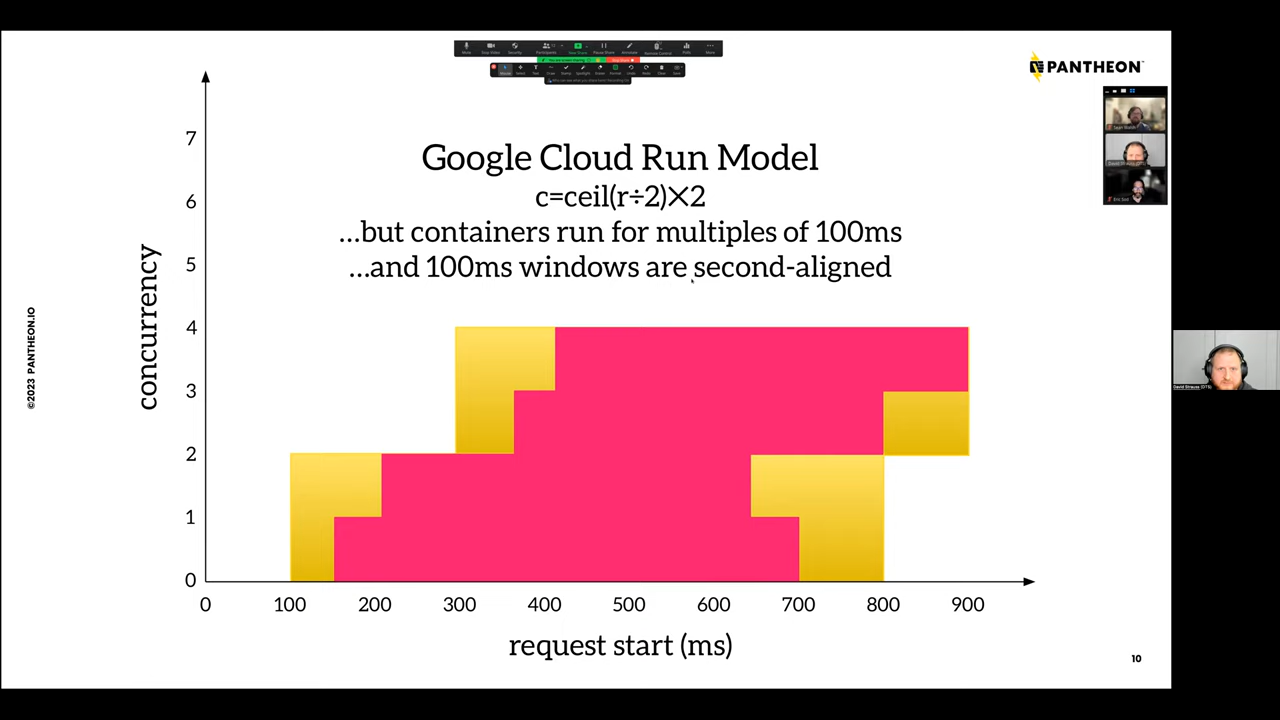 PANTHEON
Google Cloud Run Model
c=ceil(r÷2)×2
...but containers run for multiples of 100ms
...and 100ms windows are second-aligned
concurrency
7
6
5
4
3
2
1
0
0 100 200 300 400 500 600 700 800 900
request start (ms)
©2023 PANTHEON.IO
10